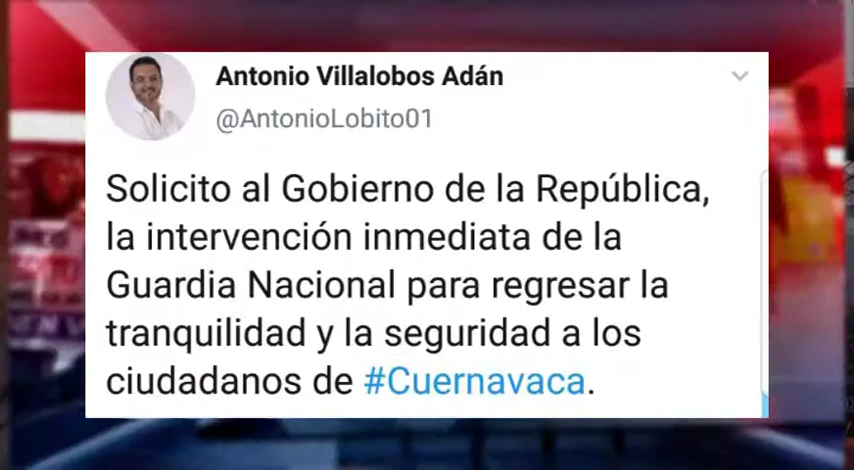 Antonio Villalobos Adán
@AntonioLobito01
Solicito al Gobierno de la República,
la intervención inmediata de la
Guardia Nacional para regresar la
tranquilidad y la seguridad a los
ciudadanos de #Cuernavaca.